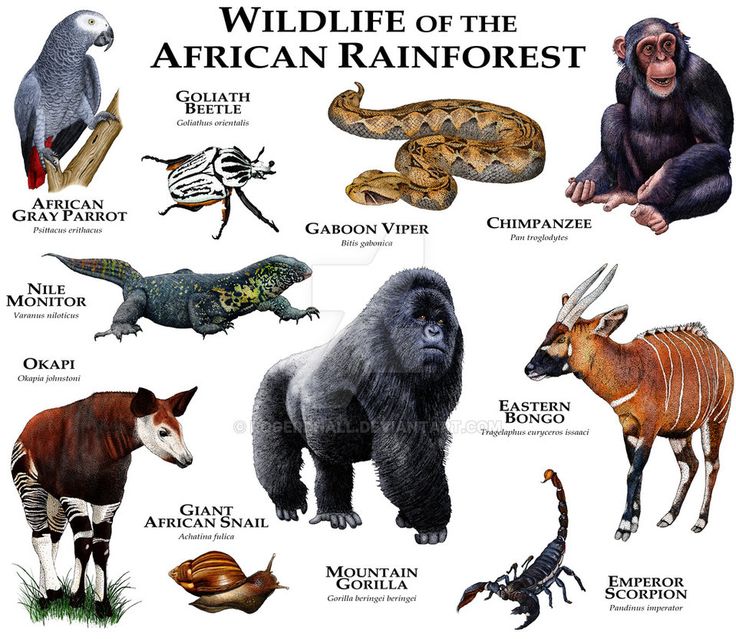 WILDLIFE OF THE
AFRICAN RAINFOREST
AFRICAN
GRAY PARROT
Psittacus erithacus
GOLIATH
BEETLE
Goliathus orientalis
GABOON VIPER
Bitis gabonica
CHIMPANZEE
Pan troglodytes
NILE
MONITOR
Varanus niloticus
OKAPI
Okapia johnstoni
EASTERN
BONGO
Tragelaphus euryceros issaaci
GIANT
AFRICAN SNAIL
Achatina fulica
MOUNTAIN
GORILLA
Gorilla beringei beringei
EMPEROR
SCORPION
Pandinus imperator